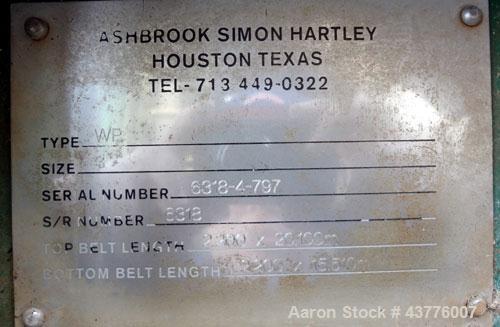 ASHBROOK SIMON HARTLEY
HOUSTON TEXAS
TEL- 713 449-0322
TYPE WP
SIZE
SERIAL NUMBER 6318-4-797
S/R NUMBER 6318
TOP BELT LENGTH x
BOTTOM BELT LENGTH x
Aaron Stock # 43776007